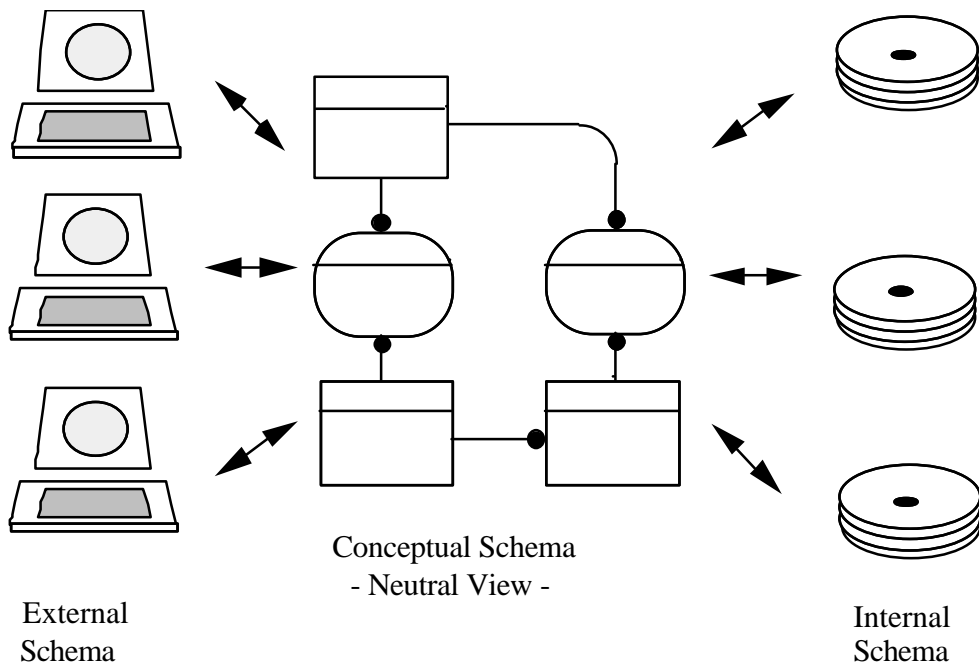 Conceptual Schema
- Neutral View -
External
Schema
Internal
Schema